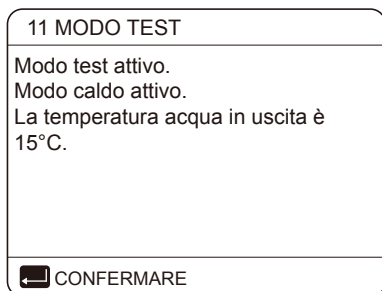 11 MODO TEST
Modo test attivo.
Modo caldo attivo.
La temperatura acqua in uscita è
15°C.
CONFERMARE